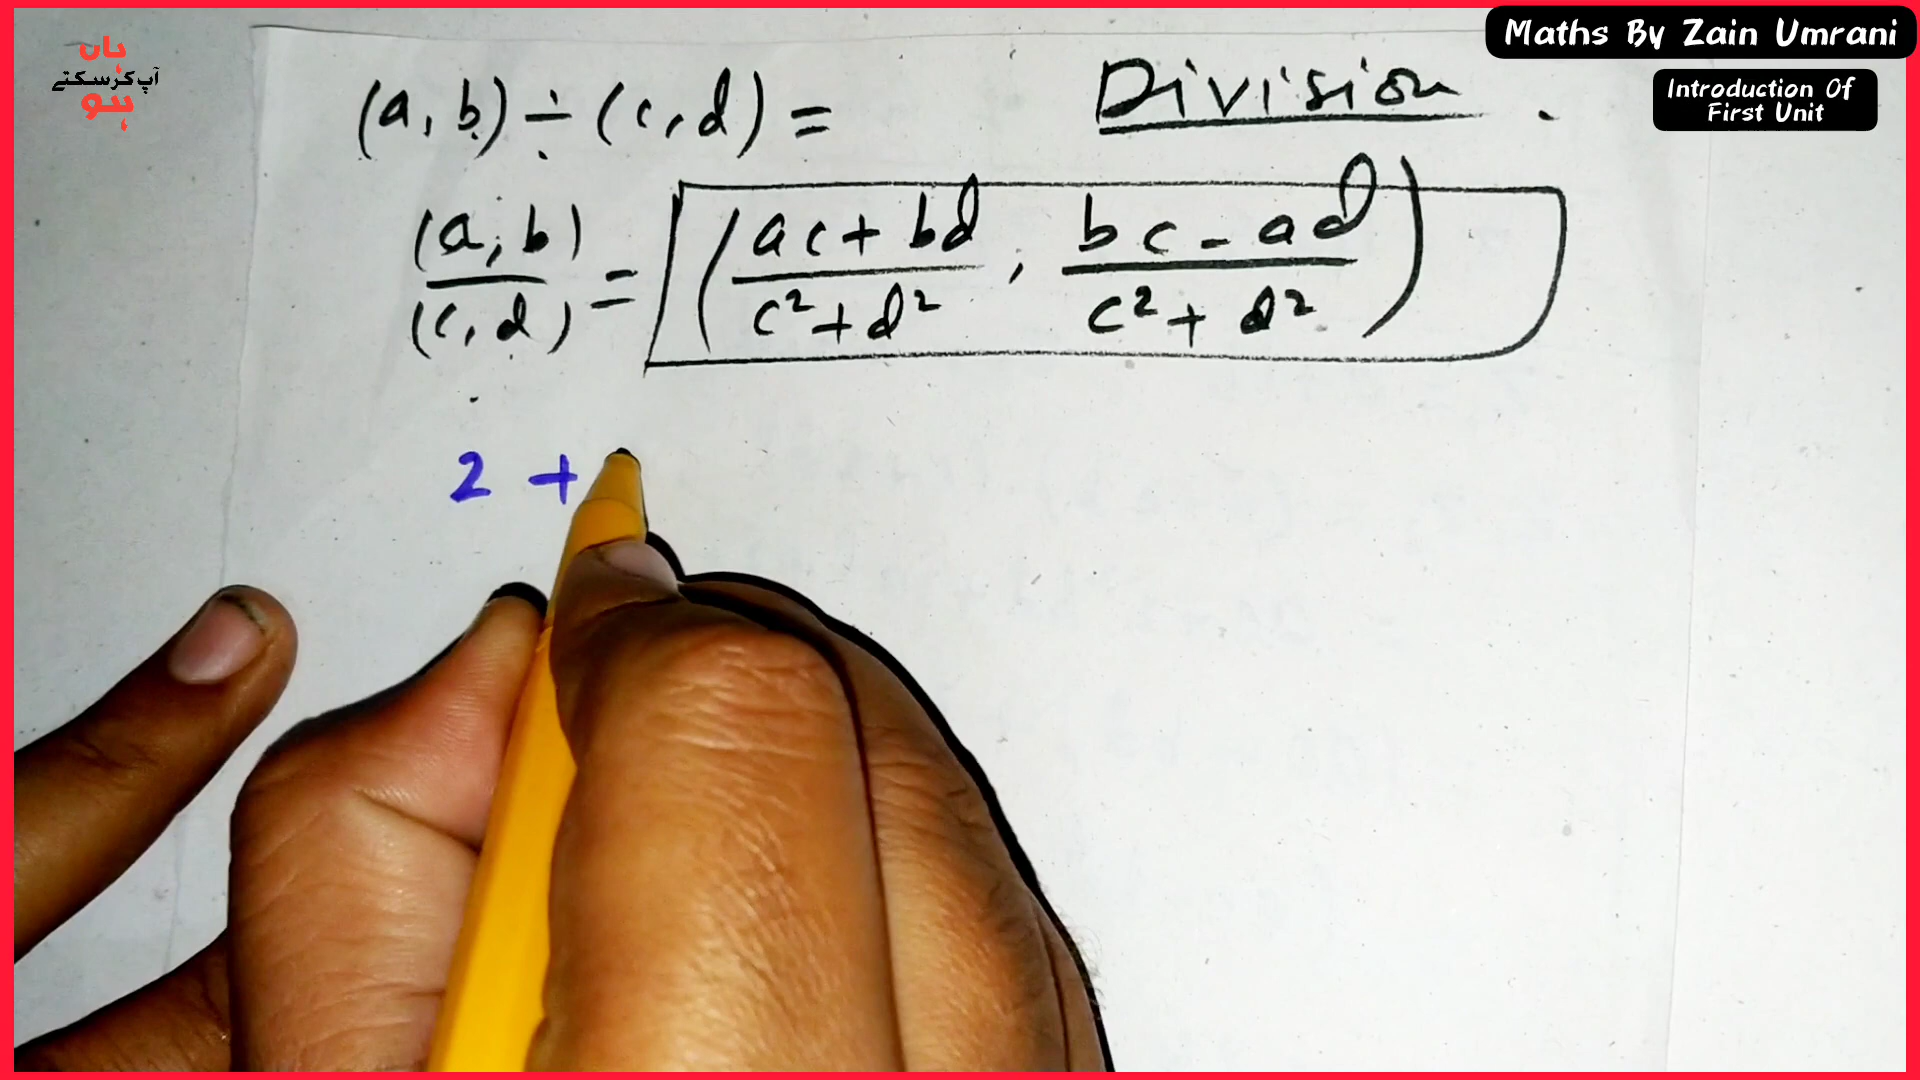 ہاں
آپ کرسکتے
ہو
Maths By Zain Umrani
Introduction Of
First Unit
(a, b) ÷ (c, d) =
Division
(a, b)/(c, d) = ((ac + bd)/(c² + d²), (bc - ad)/(c² + d²))
2 +